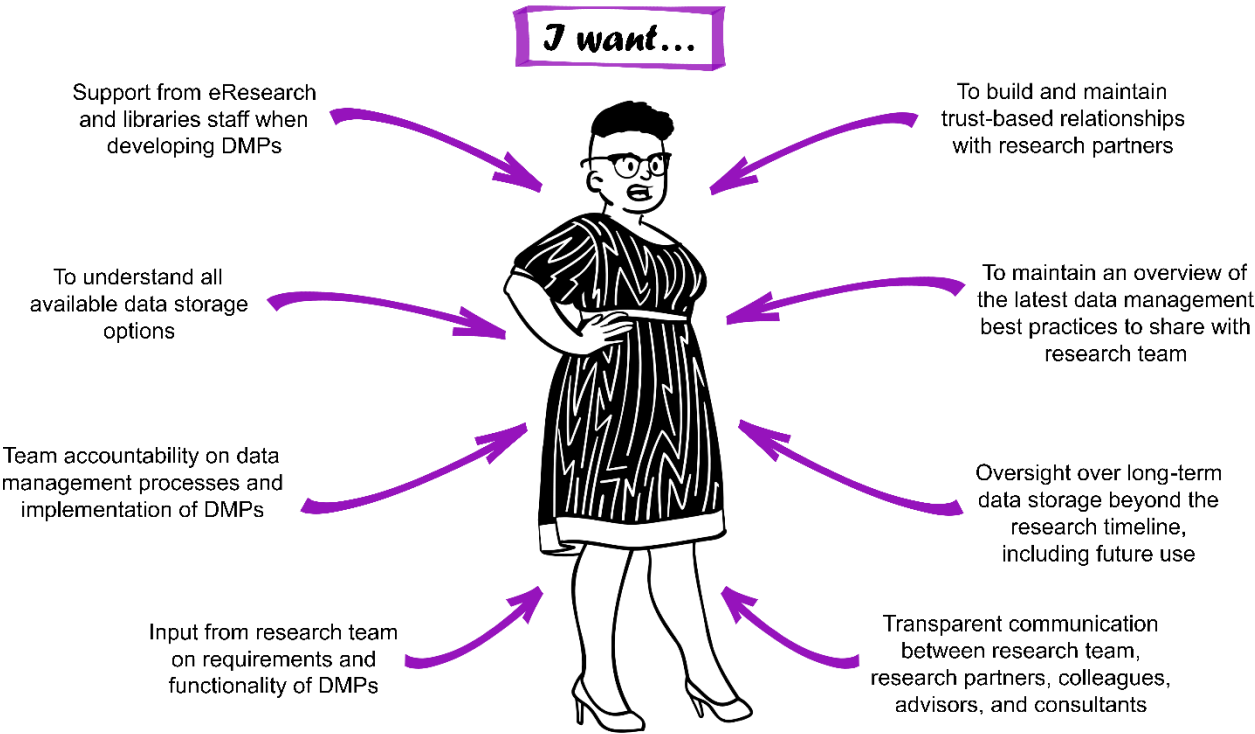 I want...
Support from eResearch
and libraries staff when
developing DMPs
To understand all
available data storage
options
Team accountability on data
management processes and
implementation of DMPs
Input from research team
on requirements and
functionality of DMPs
To build and maintain
trust-based relationships
with research partners
To maintain an overview of
the latest data management
best practices to share with
research team
Oversight over long-term
data storage beyond the
research timeline,
including future use
Transparent communication
between research team,
research partners, colleagues,
advisors, and consultants